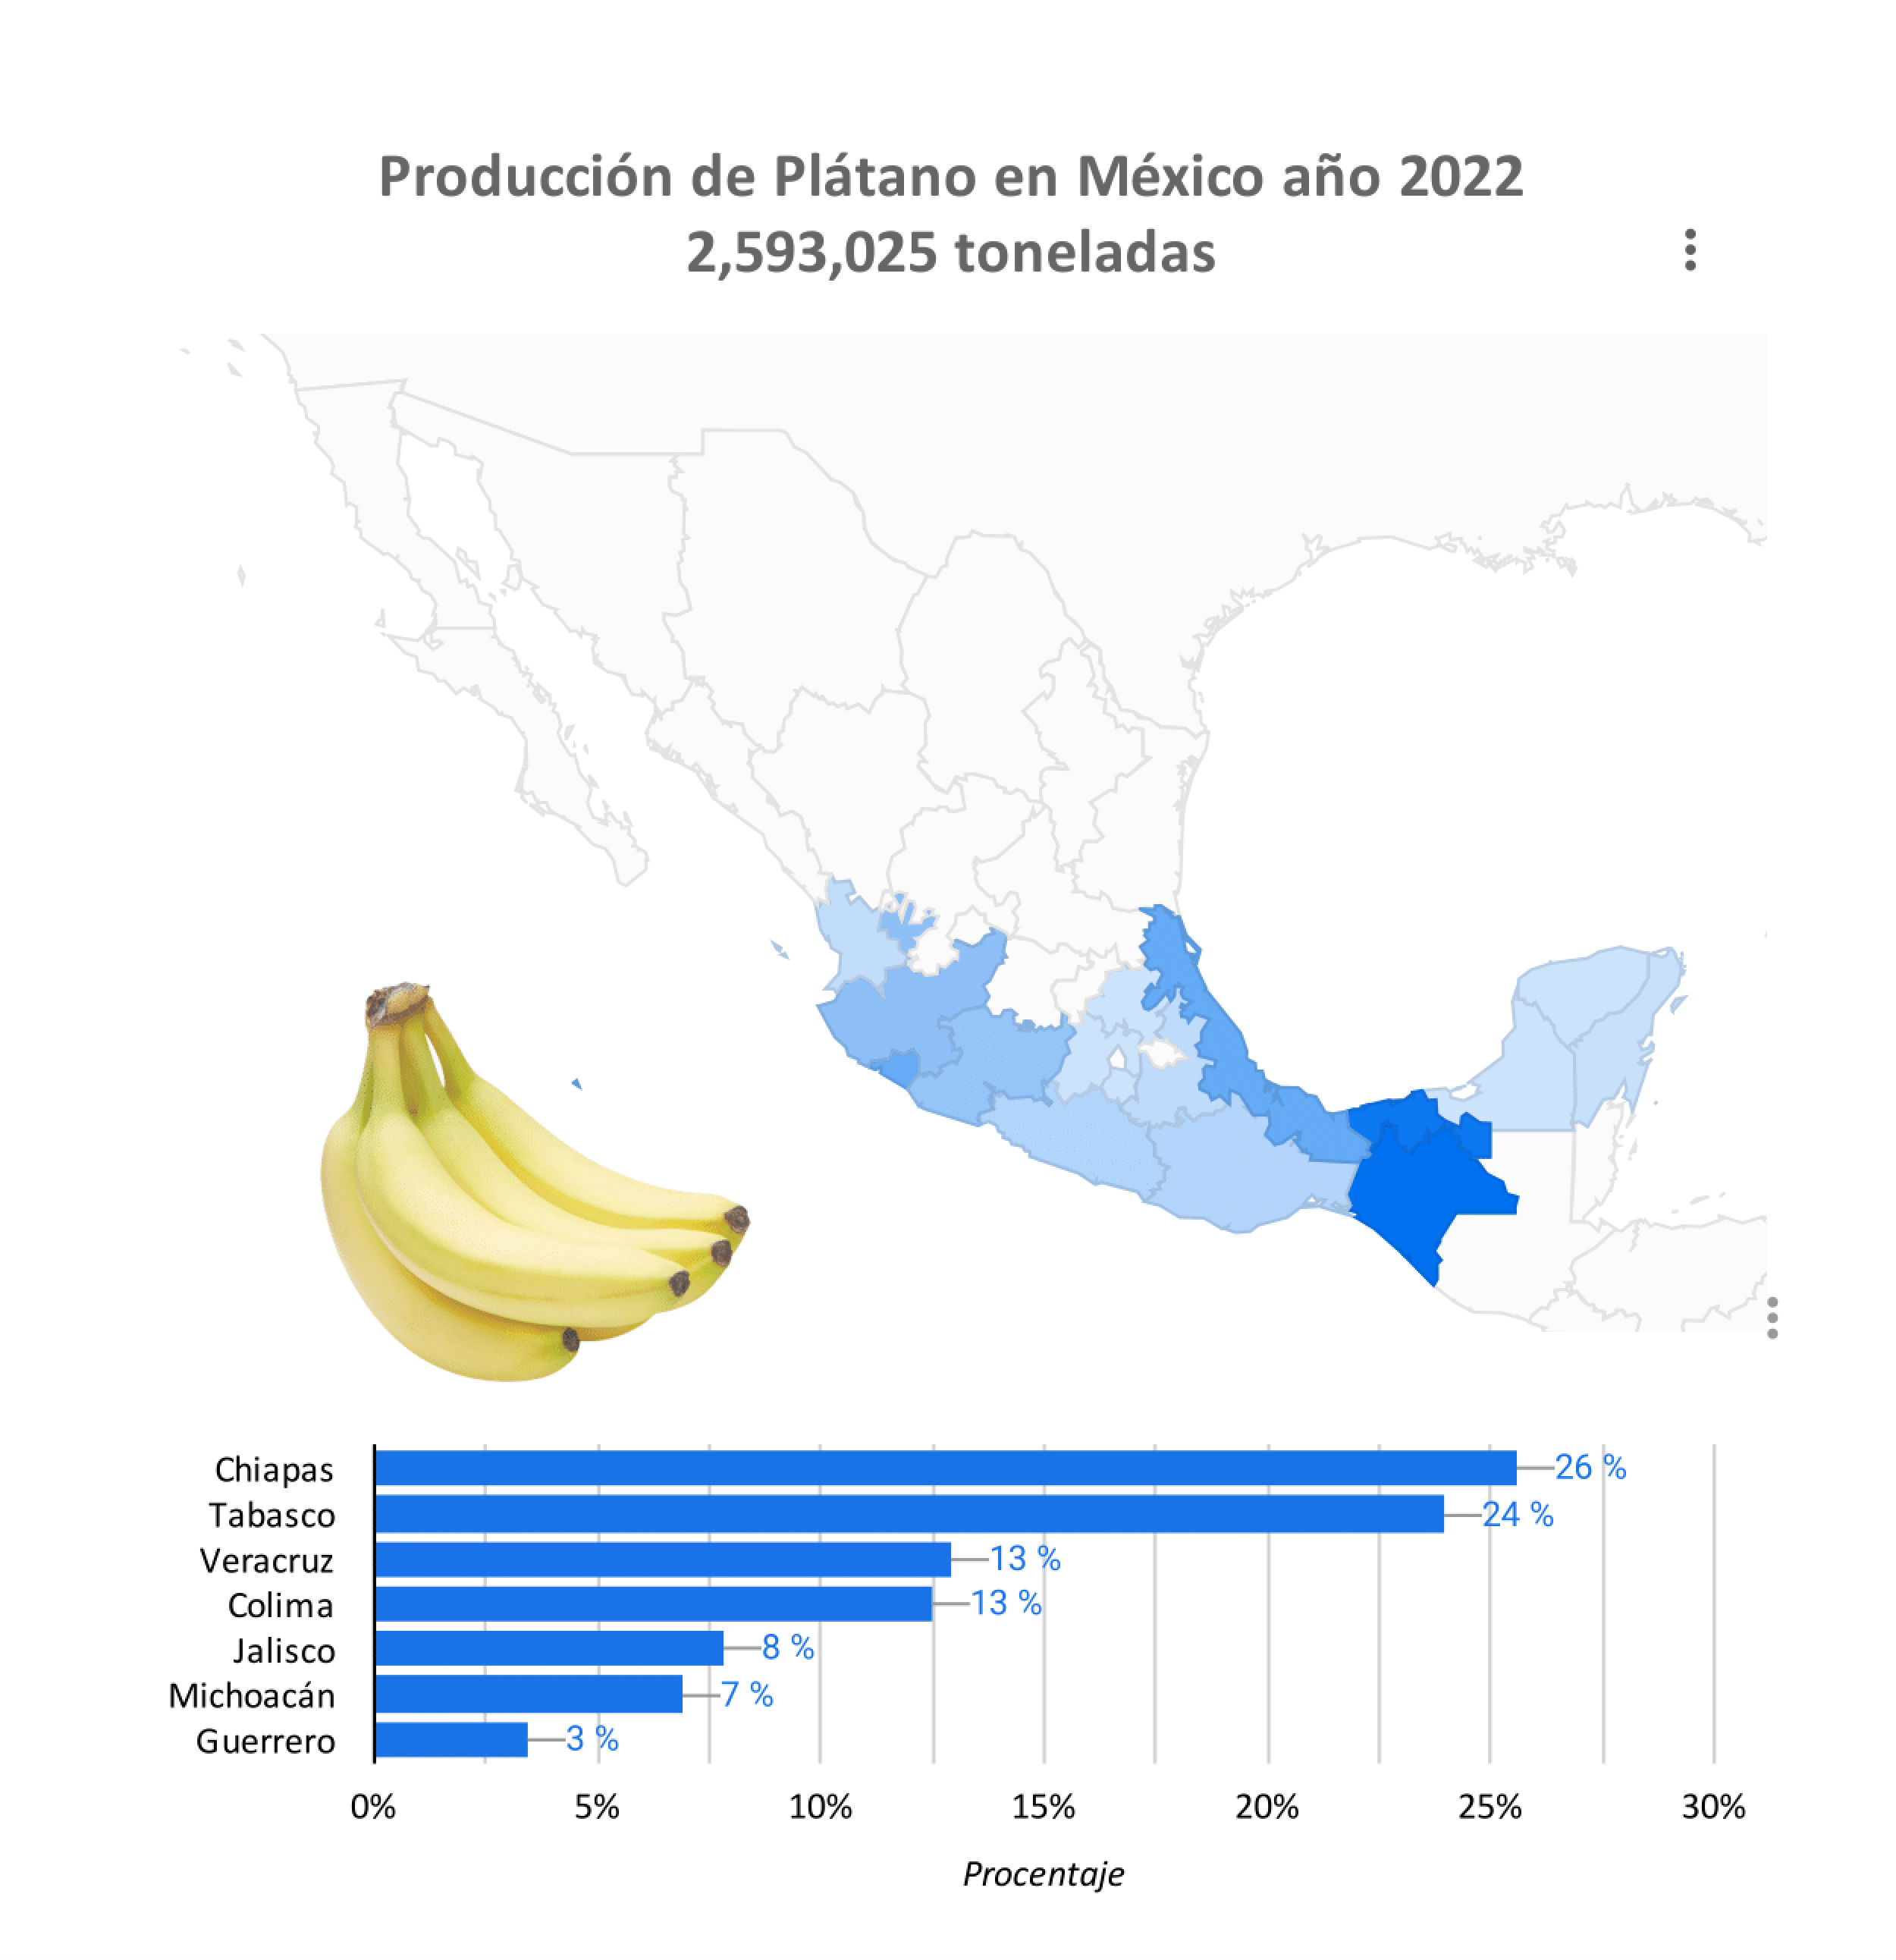 Producción de Plátano en México año 2022
2,593,025 toneladas
Chiapas 26 %
Tabasco 24 %
Veracruz 13 %
Colima 13 %
Jalisco 8 %
Michoacán 7 %
Guerrero 3 %
0% 5% 10% 15% 20% 25% 30%
Procentaje